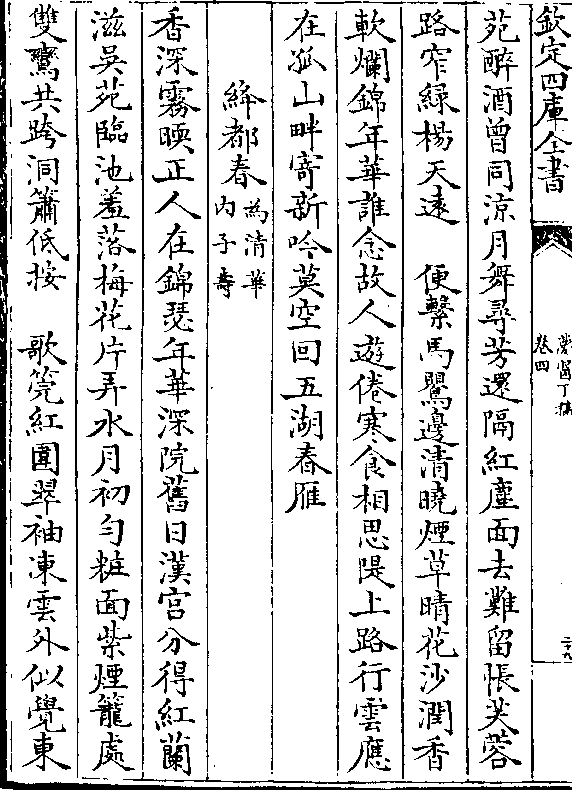 欽定四庫全書
夢窗丁稿
卷四
二十九
苑醉酒曾同涼月舞尋芳還隔紅塵面去難留悵芙蓉
路窄綠楊天遠　便繫馬鸎邊清曉煙草晴花沙潤香
軟爛錦年華誰念故人遊倦寒食相思隄上路行雲應
在孤山畔寄新吟莫空回五湖春雁
絳都春為清華內子壽
香深霧暎正人在錦瑟年華深院舊日漢宫分得紅蘭
滋吳苑臨池羞落梅花片弄水月初匀粧面紫煙籠處
雙鸞共跨洞簫低按　歌筦紅圍翠袖凍雲外似覺東